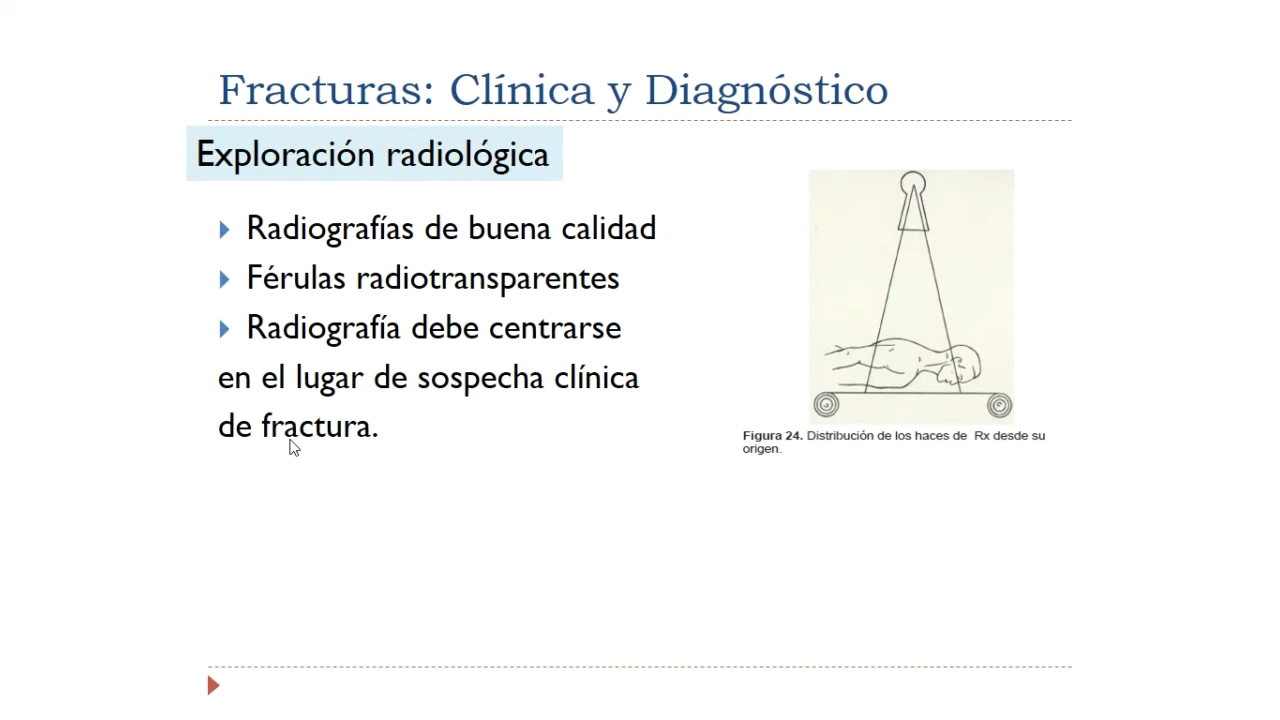 Fracturas: Clínica y Diagnóstico
Exploración radiológica
Radiografías de buena calidad
Férulas radiotransparentes
Radiografía debe centrarse
en el lugar de sospecha clínica
de fractura.
Figura 24. Distribución de los haces de Rx desde su
origen.